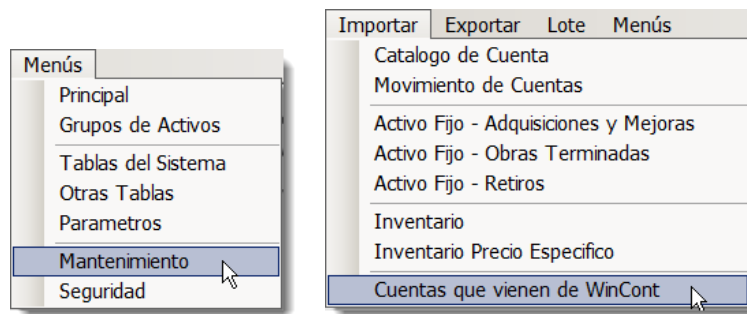 Menús
Principal
Grupos de Activos
Tablas del Sistema
Otras Tablas
Parametros
Mantenimiento
Seguridad
Importar Exportar Lote Menús
Catalogo de Cuenta
Movimiento de Cuentas
Activo Fijo - Adquisiciones y Mejoras
Activo Fijo - Obras Terminadas
Activo Fijo - Retiros
Inventario
Inventario Precio Especifico
Cuentas que vienen de WinCont